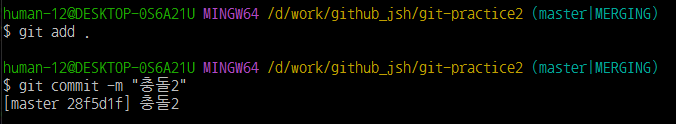 human-12@DESKTOP-0S6A21U MINGW64 /d/work/github_jsh/git-practice2 (master|MERGING)
$ git add .
human-12@DESKTOP-0S6A21U MINGW64 /d/work/github_jsh/git-practice2 (master|MERGING)
$ git commit -m "충돌2"
[master 28f5d1f] 충돌2